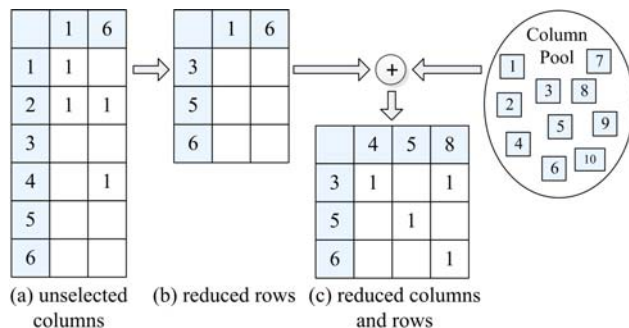 1 6
1 1
2 1 1
3
4 1
5
6
(a) unselected
columns
1 6
3
5
6
(b) reduced rows
+
Column
Pool
1 7
3 8
2
5 9
4
6 10
4 5 8
3 1 1
5 1
6 1
(c) reduced columns
and rows